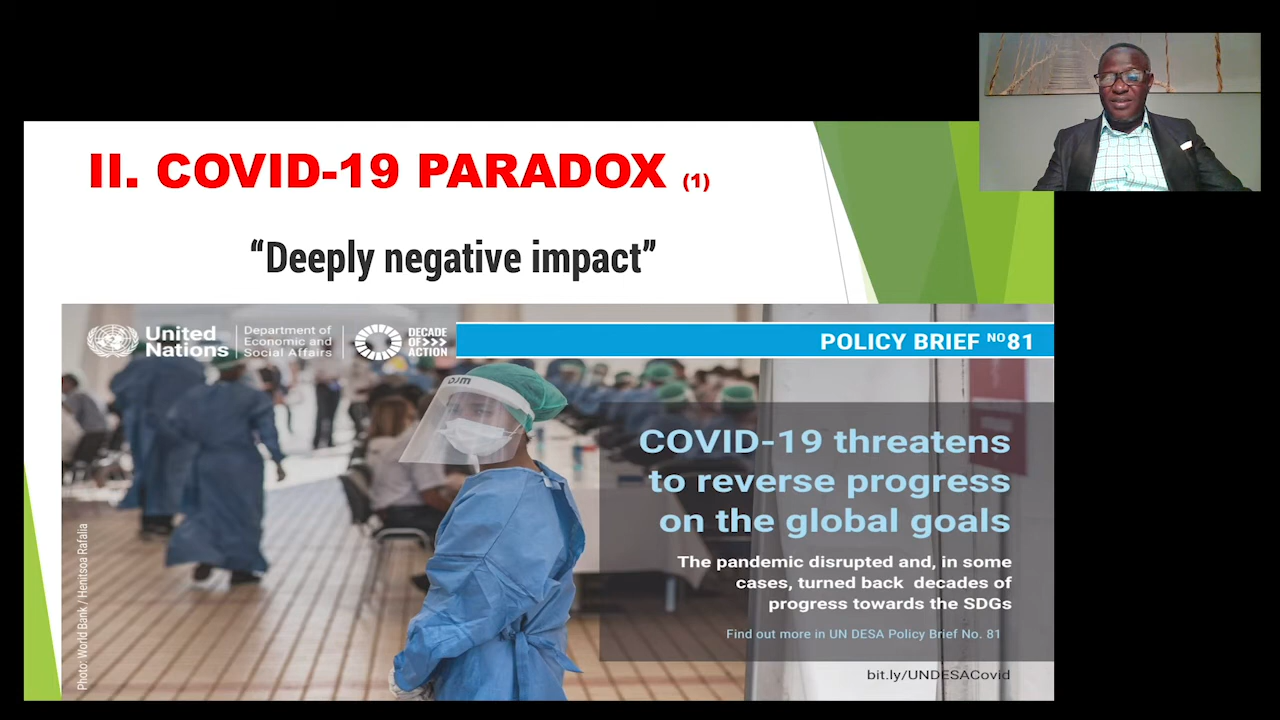 II. COVID-19 PARADOX (1)
“Deeply negative impact”
United
Nations
Department of
Economic and
Social Affairs
DECADE
OF>>>
ACTION
POLICY BRIEF NO81
COVID-19 threatens
to reverse progress
on the global goals
The pandemic disrupted and, in some
cases, turned back decades of
progress towards the SDGs
Find out more in UN DESA Policy Brief No. 81
bit.ly/UNDESACovid
Photo: World Bank / Henitsoa Rafalia